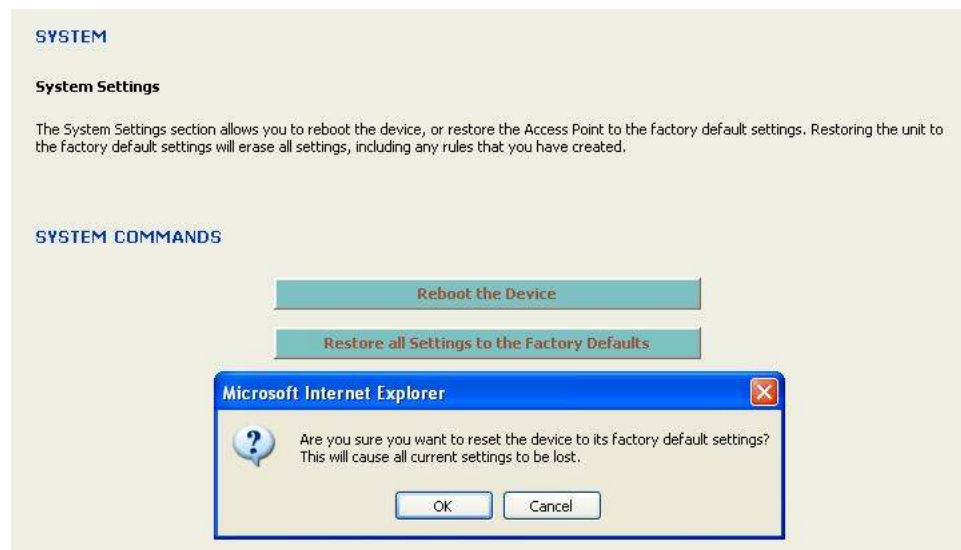 SYSTEM
System Settings
The System Settings section allows you to reboot the device, or restore the Access Point to the factory default settings. Restoring the unit to
the factory default settings will erase all settings, including any rules that you have created.
SYSTEM COMMANDS
Reboot the Device
Restore all Settings to the Factory Defaults
Microsoft Internet Explorer
Are you sure you want to reset the device to its factory default settings?
This will cause all current settings to be lost.
OK Cancel